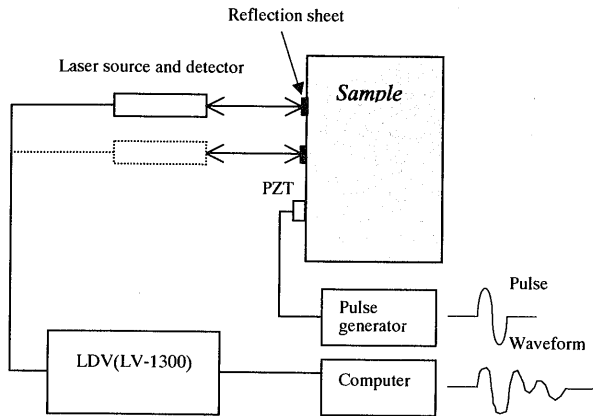 Reflection sheet
Laser source and detector
Sample
PZT
Pulse
generator
Pulse
Waveform
LDV(LV-1300)
Computer